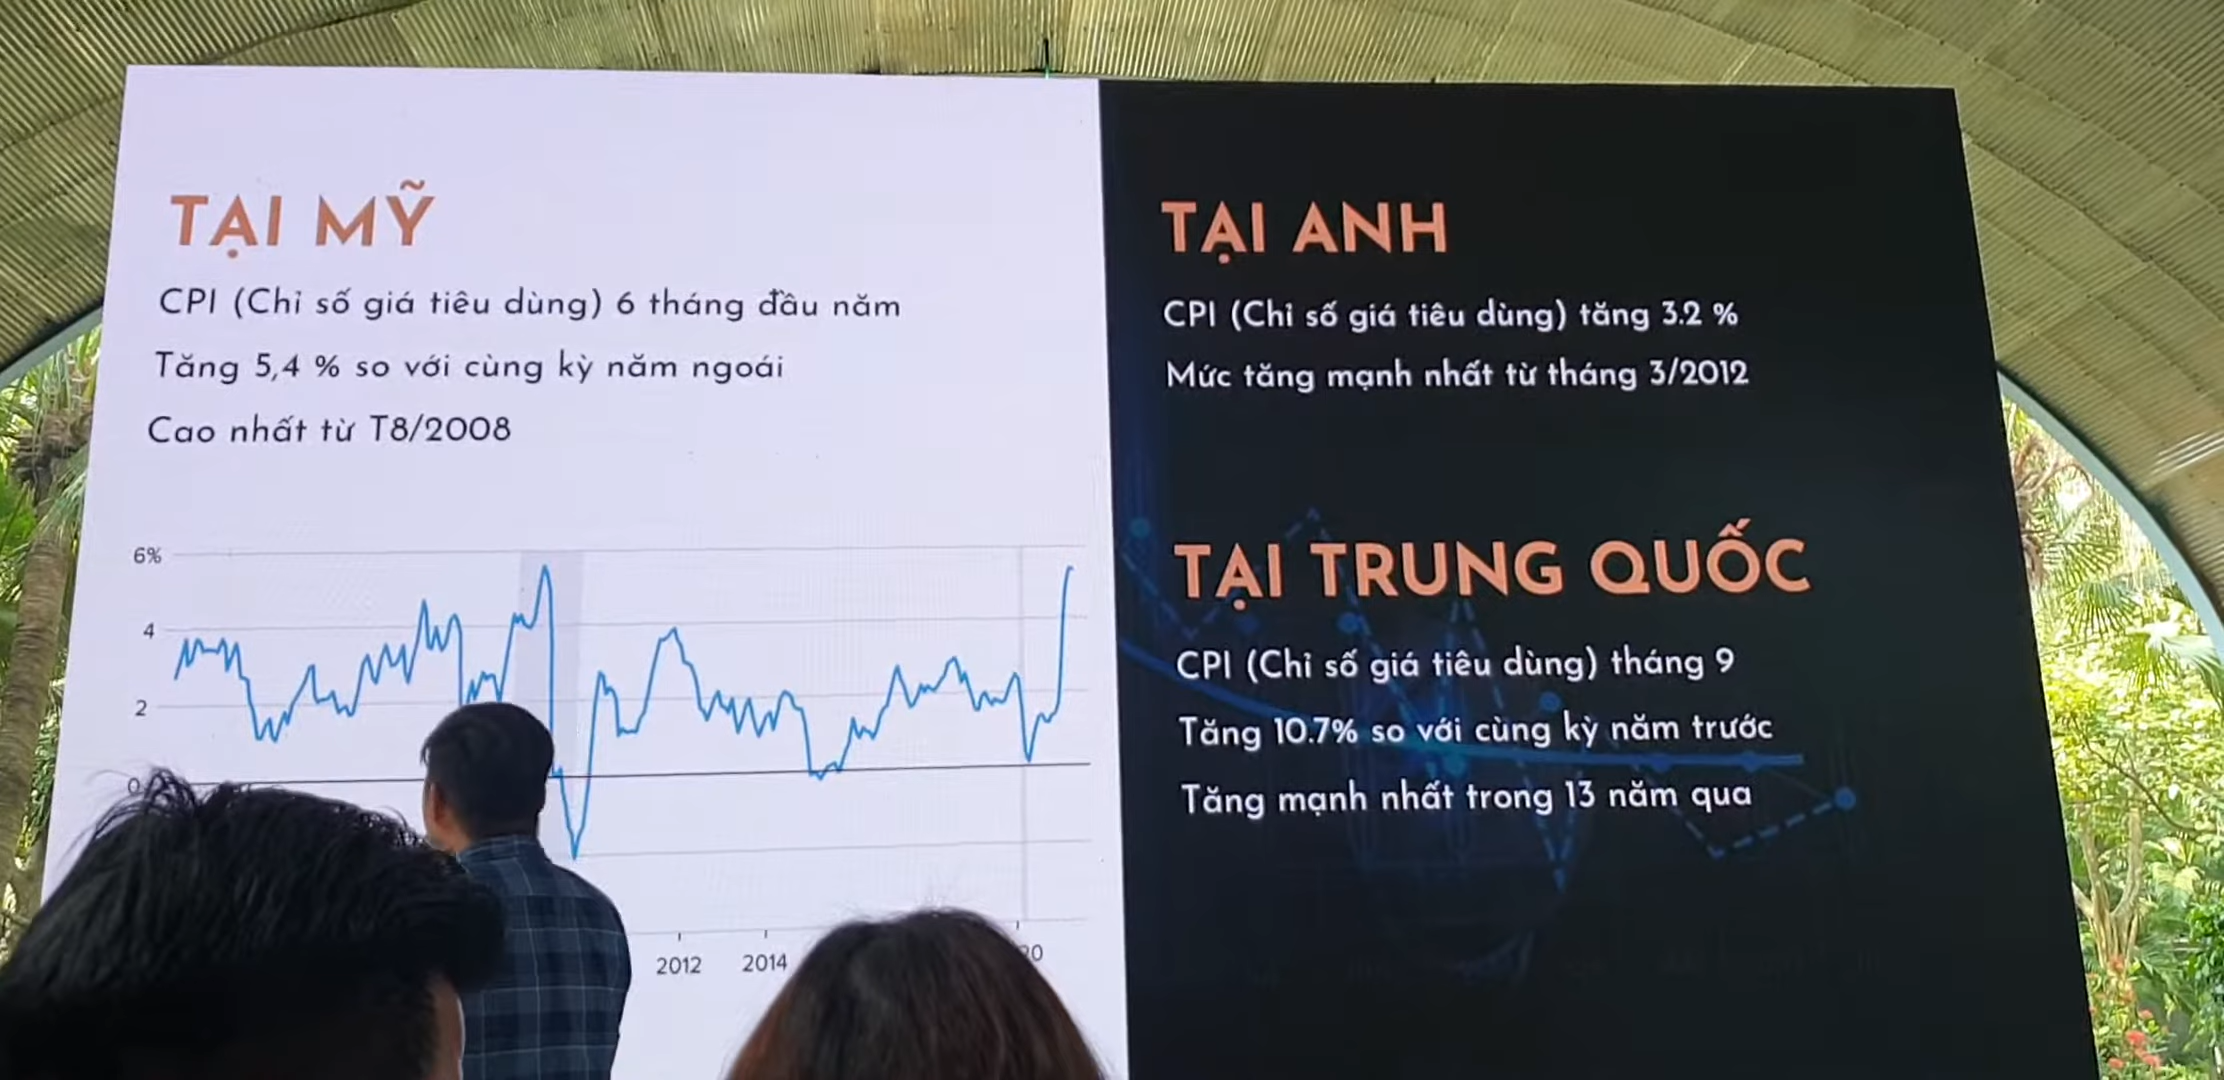 TẠI MỸ
CPI (Chỉ số giá tiêu dùng) 6 tháng đầu năm
Tăng 5,4 % so với cùng kỳ năm ngoái
Cao nhất từ T8/2008
6%
4
2
0
2012 2014
TẠI ANH
CPI (Chỉ số giá tiêu dùng) tăng 3.2 %
Mức tăng mạnh nhất từ tháng 3/2012
TẠI TRUNG QUỐC
CPI (Chỉ số giá tiêu dùng) tháng 9
Tăng 10.7% so với cùng kỳ năm trước
Tăng mạnh nhất trong 13 năm qua